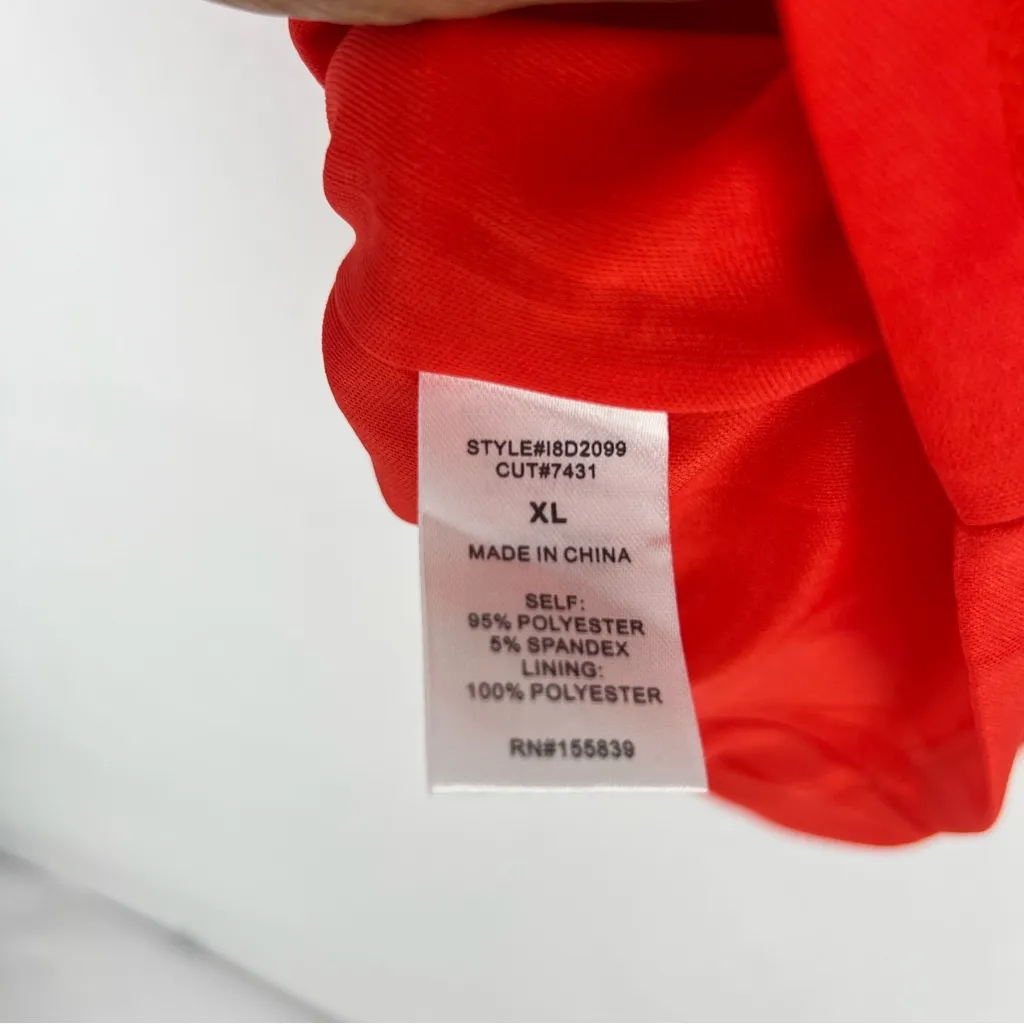 STYLE#I8D2099
CUT#7431
XL
MADE IN CHINA
SELF:
95% POLYESTER
5% SPANDEX
LINING:
100% POLYESTER
RN#155839